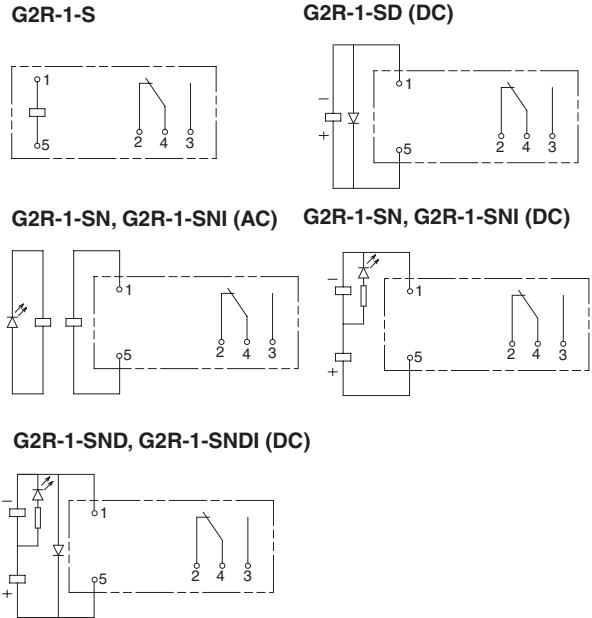 G2R-1-S
1
5
2 4 3
G2R-1-SD (DC)
−
+
1
5
2 4 3
G2R-1-SN, G2R-1-SNI (AC)
1
5
2 4 3
G2R-1-SN, G2R-1-SNI (DC)
−
+
1
5
2 4 3
G2R-1-SND, G2R-1-SNDI (DC)
−
+
1
5
2 4 3